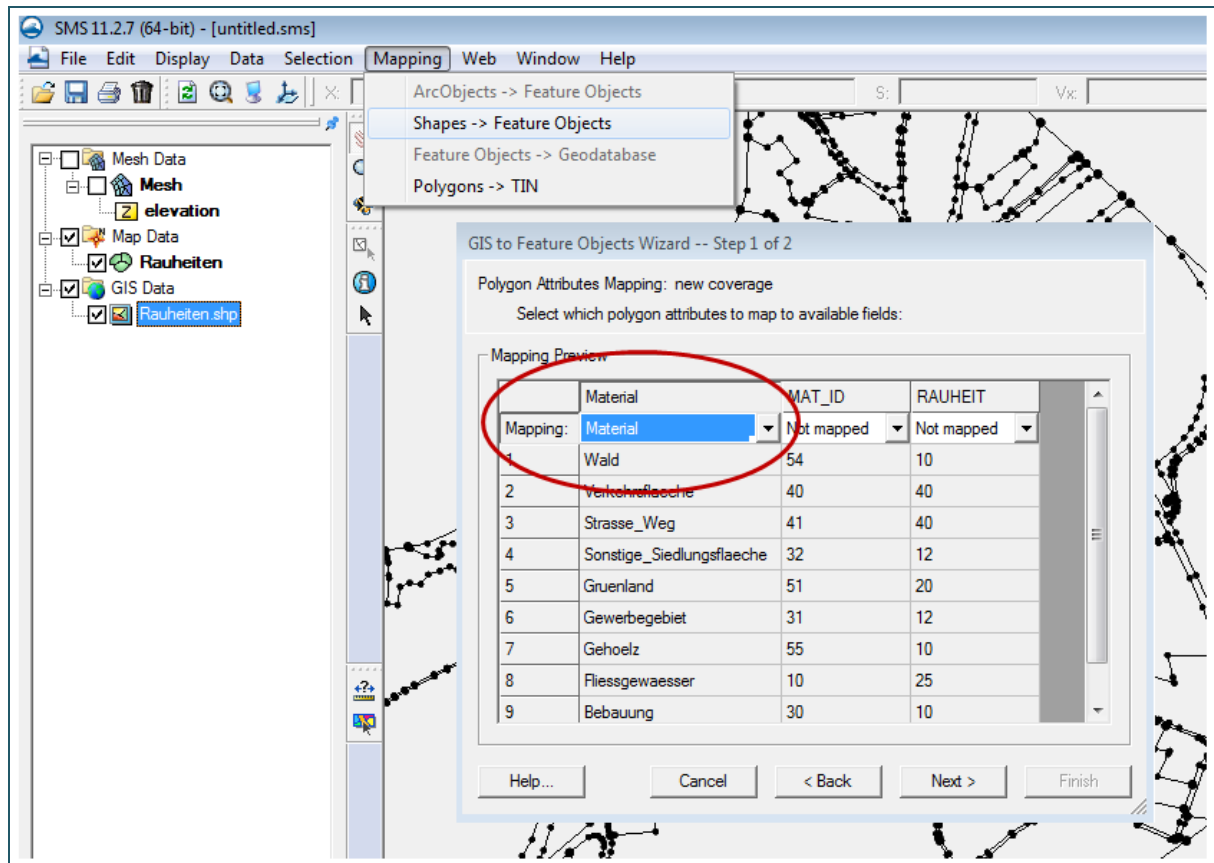 SMS 11.2.7 (64-bit) - [untitled.sms]
File Edit Display Data Selection Mapping Web Window Help
S: Vx:
ArcObjects -> Feature Objects
Shapes -> Feature Objects
Feature Objects -> Geodatabase
Polygons -> TIN
Mesh Data
Mesh
Z elevation
Map Data
Rauheiten
GIS Data
Rauheiten.shp
GIS to Feature Objects Wizard -- Step 1 of 2
Polygon Attributes Mapping: new coverage
Select which polygon attributes to map to available fields:
Mapping Preview
Material MAT_ID RAUHEIT
Mapping: Material Not mapped Not mapped
1 Wald 54 10
2 Verkehrsflaeche 40 40
3 Strasse_Weg 41 40
4 Sonstige_Siedlungsflaeche 32 12
5 Gruenland 51 20
6 Gewerbegebiet 31 12
7 Gehoelz 55 10
8 Fliessgewaesser 10 25
9 Bebauung 30 10
Help... Cancel < Back Next > Finish